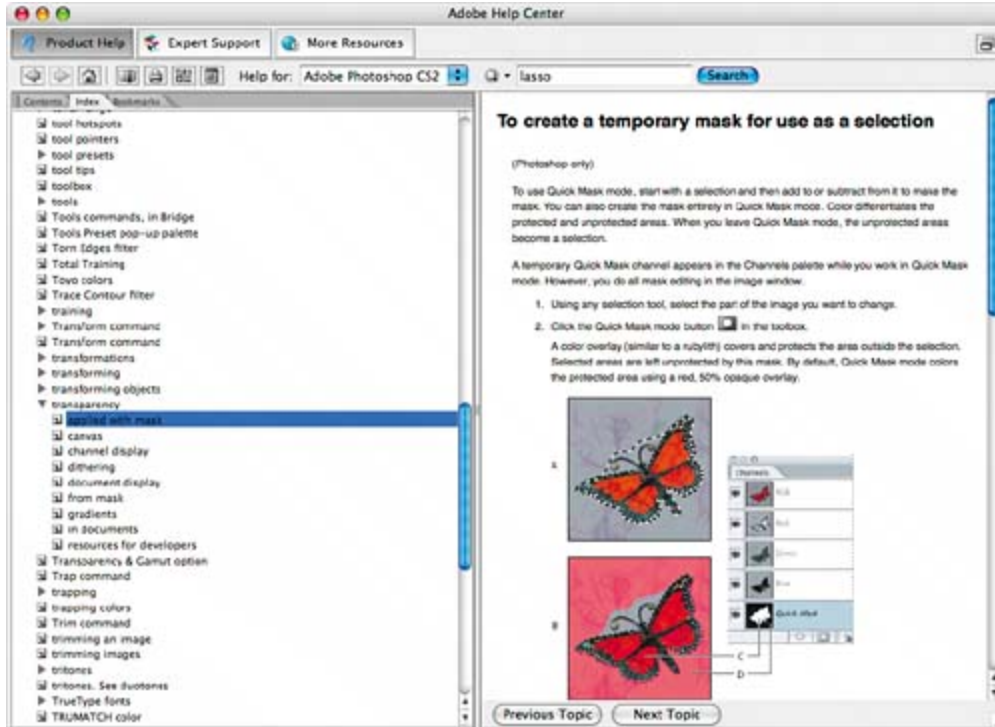 Adobe Help Center
Product Help
Expert Support
More Resources
Help for: Adobe Photoshop CS2
lasso
Search
Contents
Index
Bookmarks
tool hotspots
tool pointers
tool presets
tool tips
toolbox
tools
Tools commands, in Bridge
Tools Preset pop-up palette
Torn Edges filter
Total Training
Toyo colors
Trace Contour filter
training
Transform command
Transform command
transformations
transforming
transforming objects
transparency
applied with mask
canvas
channel display
dithering
document display
from mask
gradients
in documents
resources for developers
Transparency & Gamut option
Trap command
trapping
trapping colors
Trim command
trimming an image
trimming images
tritones
tritones. See duotones
TrueType fonts
TRUMATCH color
To create a temporary mask for use as a selection
(Photoshop only)
To use Quick Mask mode, start with a selection and then add to or subtract from it to make the
mask. You can also create the mask entirely in Quick Mask mode. Color differentiates the
protected and unprotected areas. When you leave Quick Mask mode, the unprotected areas
become a selection.
A temporary Quick Mask channel appears in the Channels palette while you work in Quick Mask
mode. However, you do all mask editing in the image window.
1. Using any selection tool, select the part of the image you want to change.
2. Click the Quick Mask mode button in the toolbox.
A color overlay (similar to a rubylith) covers and protects the area outside the selection.
Selected areas are left unprotected by this mask. By default, Quick Mask mode colors
the protected area using a red, 50% opaque overlay.
A
Channels
RGB
Red
Green
Blue
Quick Mask
B
C
D
Previous Topic
Next Topic